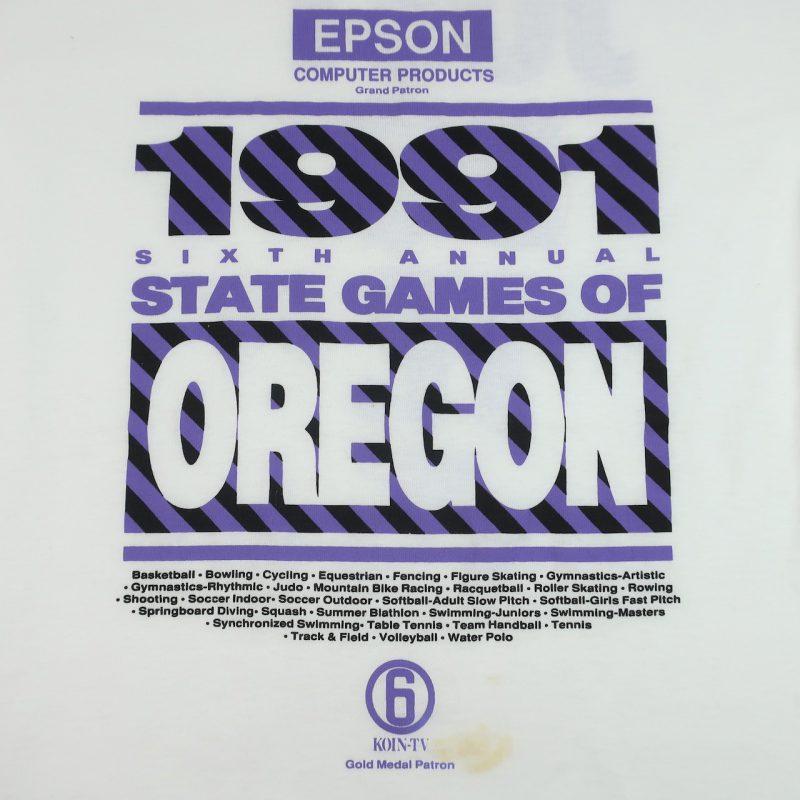 EPSON
COMPUTER PRODUCTS
Grand Patron
1991
SIXTH ANNUAL
STATE GAMES OF
OREGON
Basketball • Bowling • Cycling • Equestrian • Fencing • Figure Skating • Gymnastics-Artistic
• Gymnastics-Rhythmic • Judo • Mountain Bike Racing • Racquetball • Roller Skating • Rowing
• Shooting • Soccer Indoor• Soccer Outdoor • Softball-Adult Slow Pitch • Softball-Girls Fast Pitch
• Springboard Diving• Squash • Summer Biathlon • Swimming-Juniors • Swimming-Masters
• Synchronized Swimming• Table Tennis • Team Handball • Tennis
• Track & Field • Volleyball • Water Polo
6
KOIN-TV
Gold Medal Patron